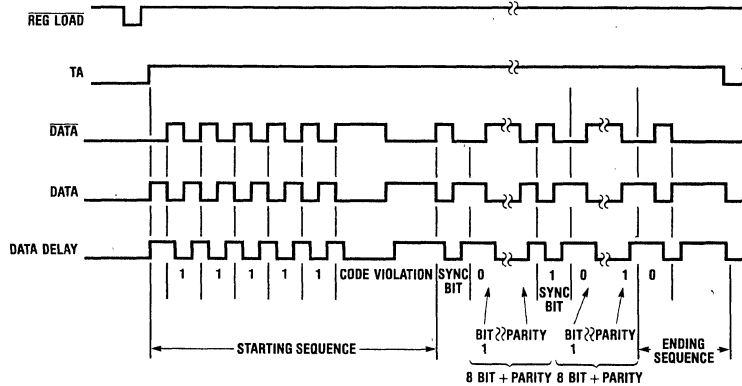 REG LOAD
TA
DATA
DATA
DATA DELAY
1 1 1 1 1 CODE VIOLATION SYNC BIT 0 1 SYNC BIT 0 1 0
BIT 1 PARITY BIT 1 PARITY
STARTING SEQUENCE
ENDING SEQUENCE
8 BIT + PARITY 8 BIT + PARITY